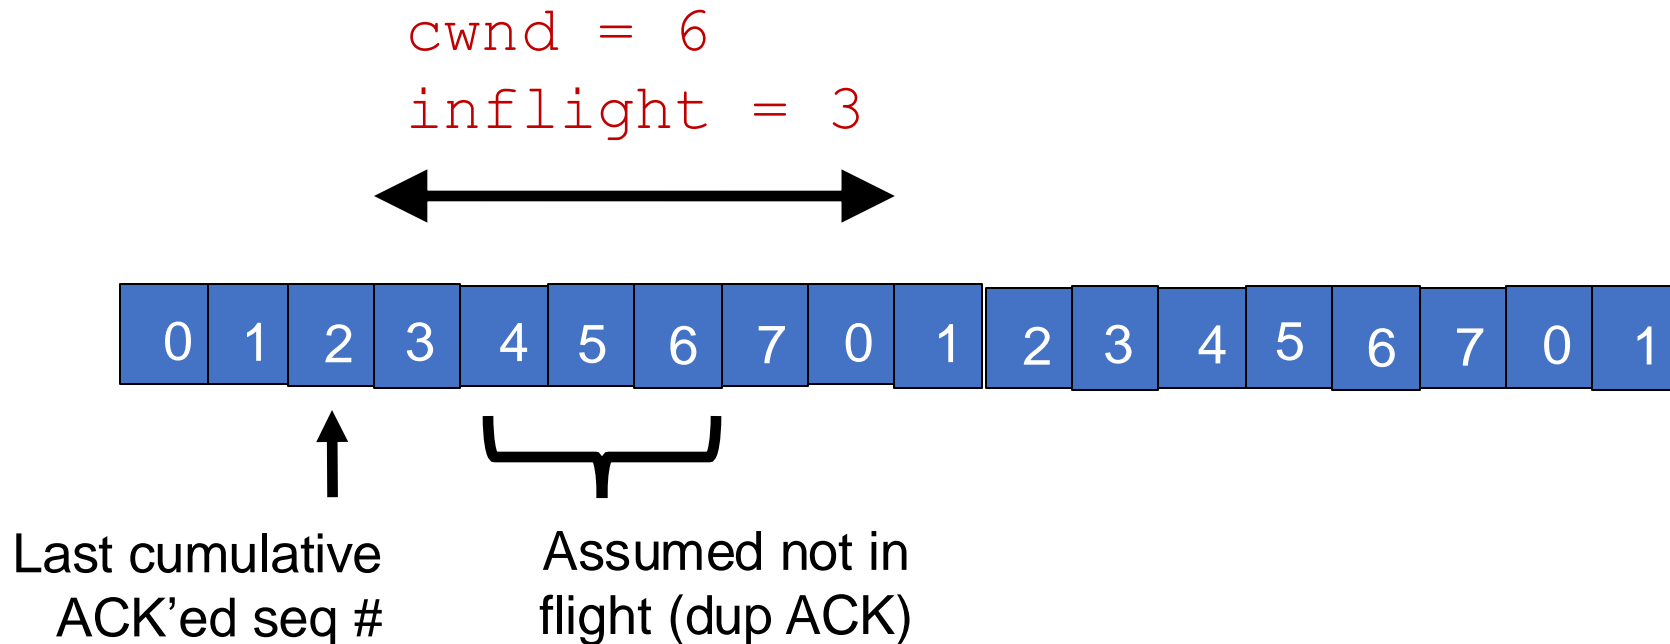 cwnd = 6
inflight = 3
0 1 2 3 4 5 6 7 0 1 2 3 4 5 6 7 0 1
Last cumulative
ACK’ed seq #
Assumed not in
flight (dup ACK)